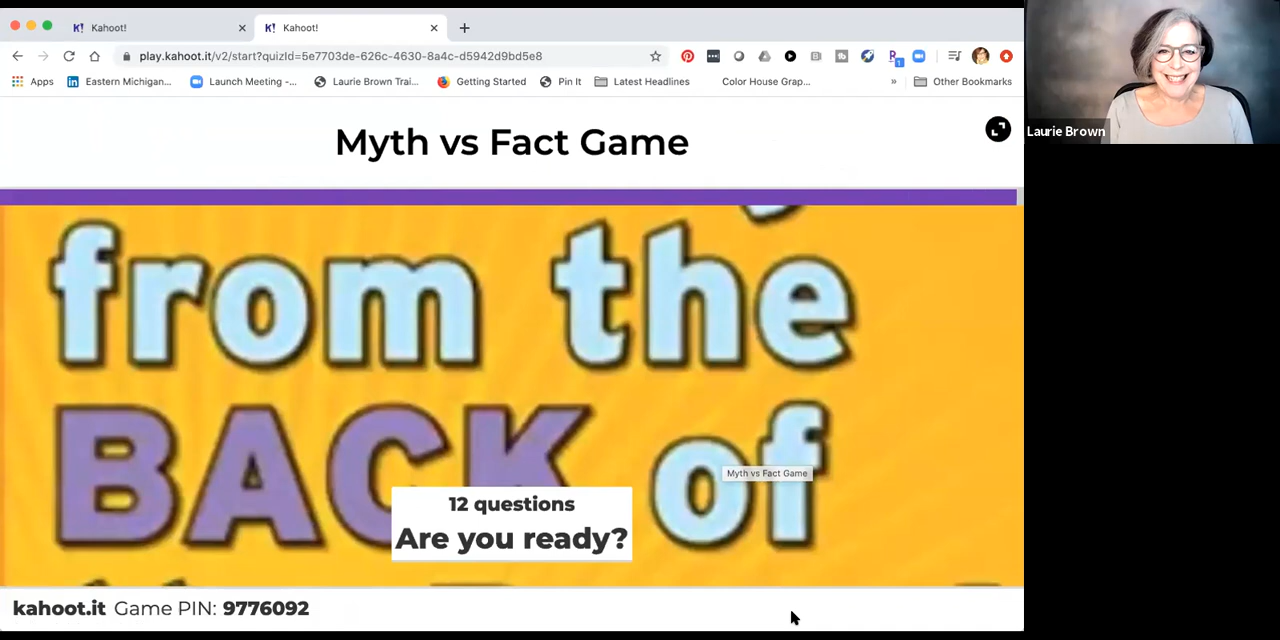 K! Kahoot!
K! Kahoot!
play.kahoot.it/v2/start?quizId=5e7703de-626c-4630-8a4c-d5942d9bd5e8
Apps
Eastern Michigan...
Launch Meeting -...
Laurie Brown Trai...
Getting Started
Pin It
Latest Headlines
Color House Grap...
»
Other Bookmarks
Laurie Brown
Myth vs Fact Game
from the
BACK of
Myth vs Fact Game
12 questions
Are you ready?
kahoot.it Game PIN: 9776092